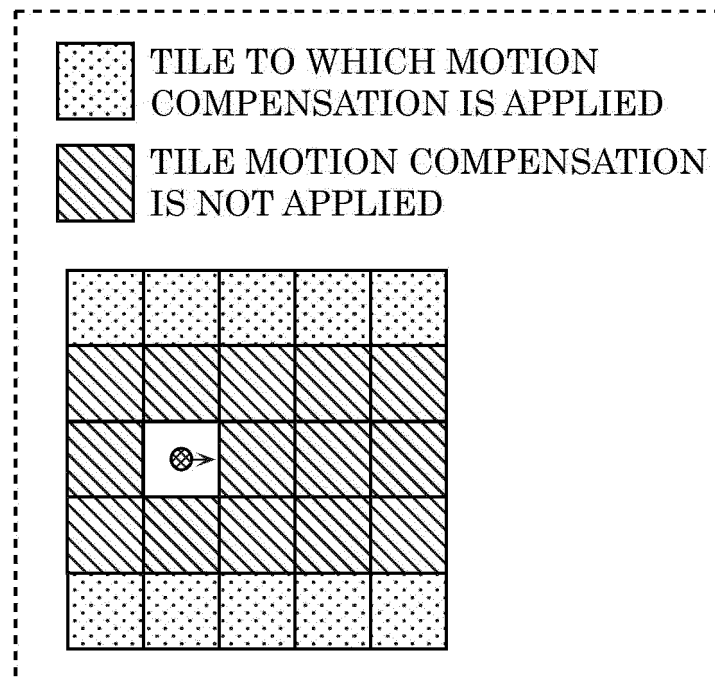 TILE TO WHICH MOTION
COMPENSATION IS APPLIED
TILE MOTION COMPENSATION
IS NOT APPLIED